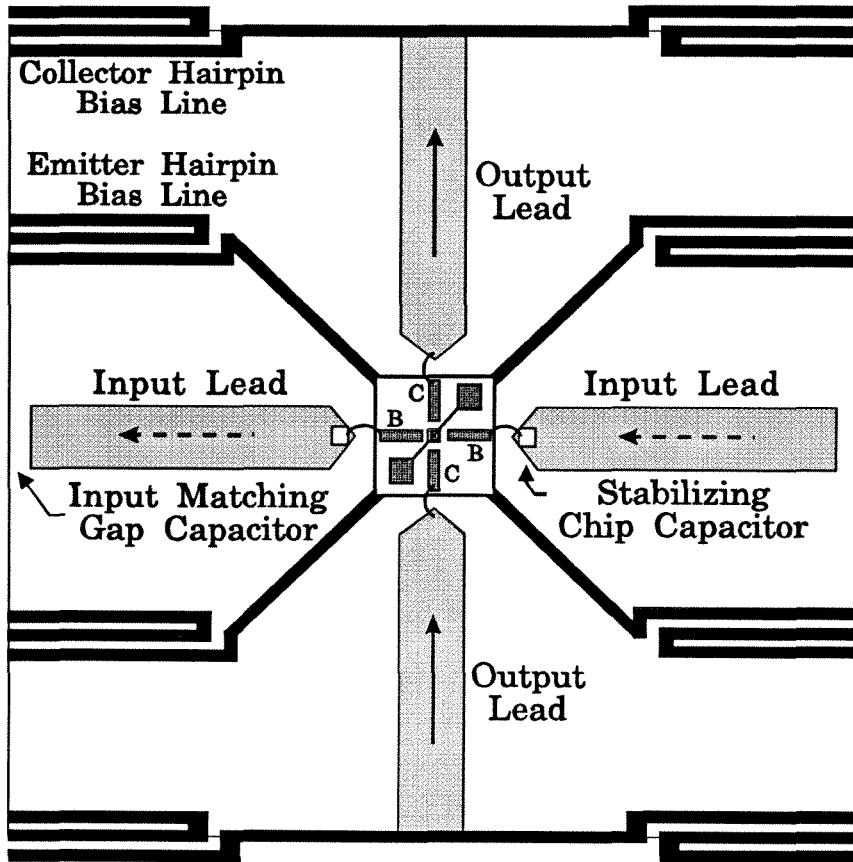 Collector Hairpin
Bias Line
Emitter Hairpin
Bias Line
Output
Lead
Input Lead
Input Lead
C
B
B
C
Input Matching
Gap Capacitor
Stabilizing
Chip Capacitor
Output
Lead